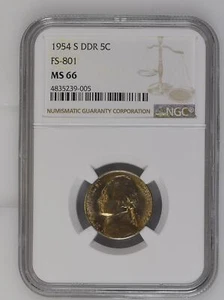 1954 S DDR 5C
FS-801
MS 66
4835239-005
NUMISMATIC GUARANTY CORPORATION
NGC